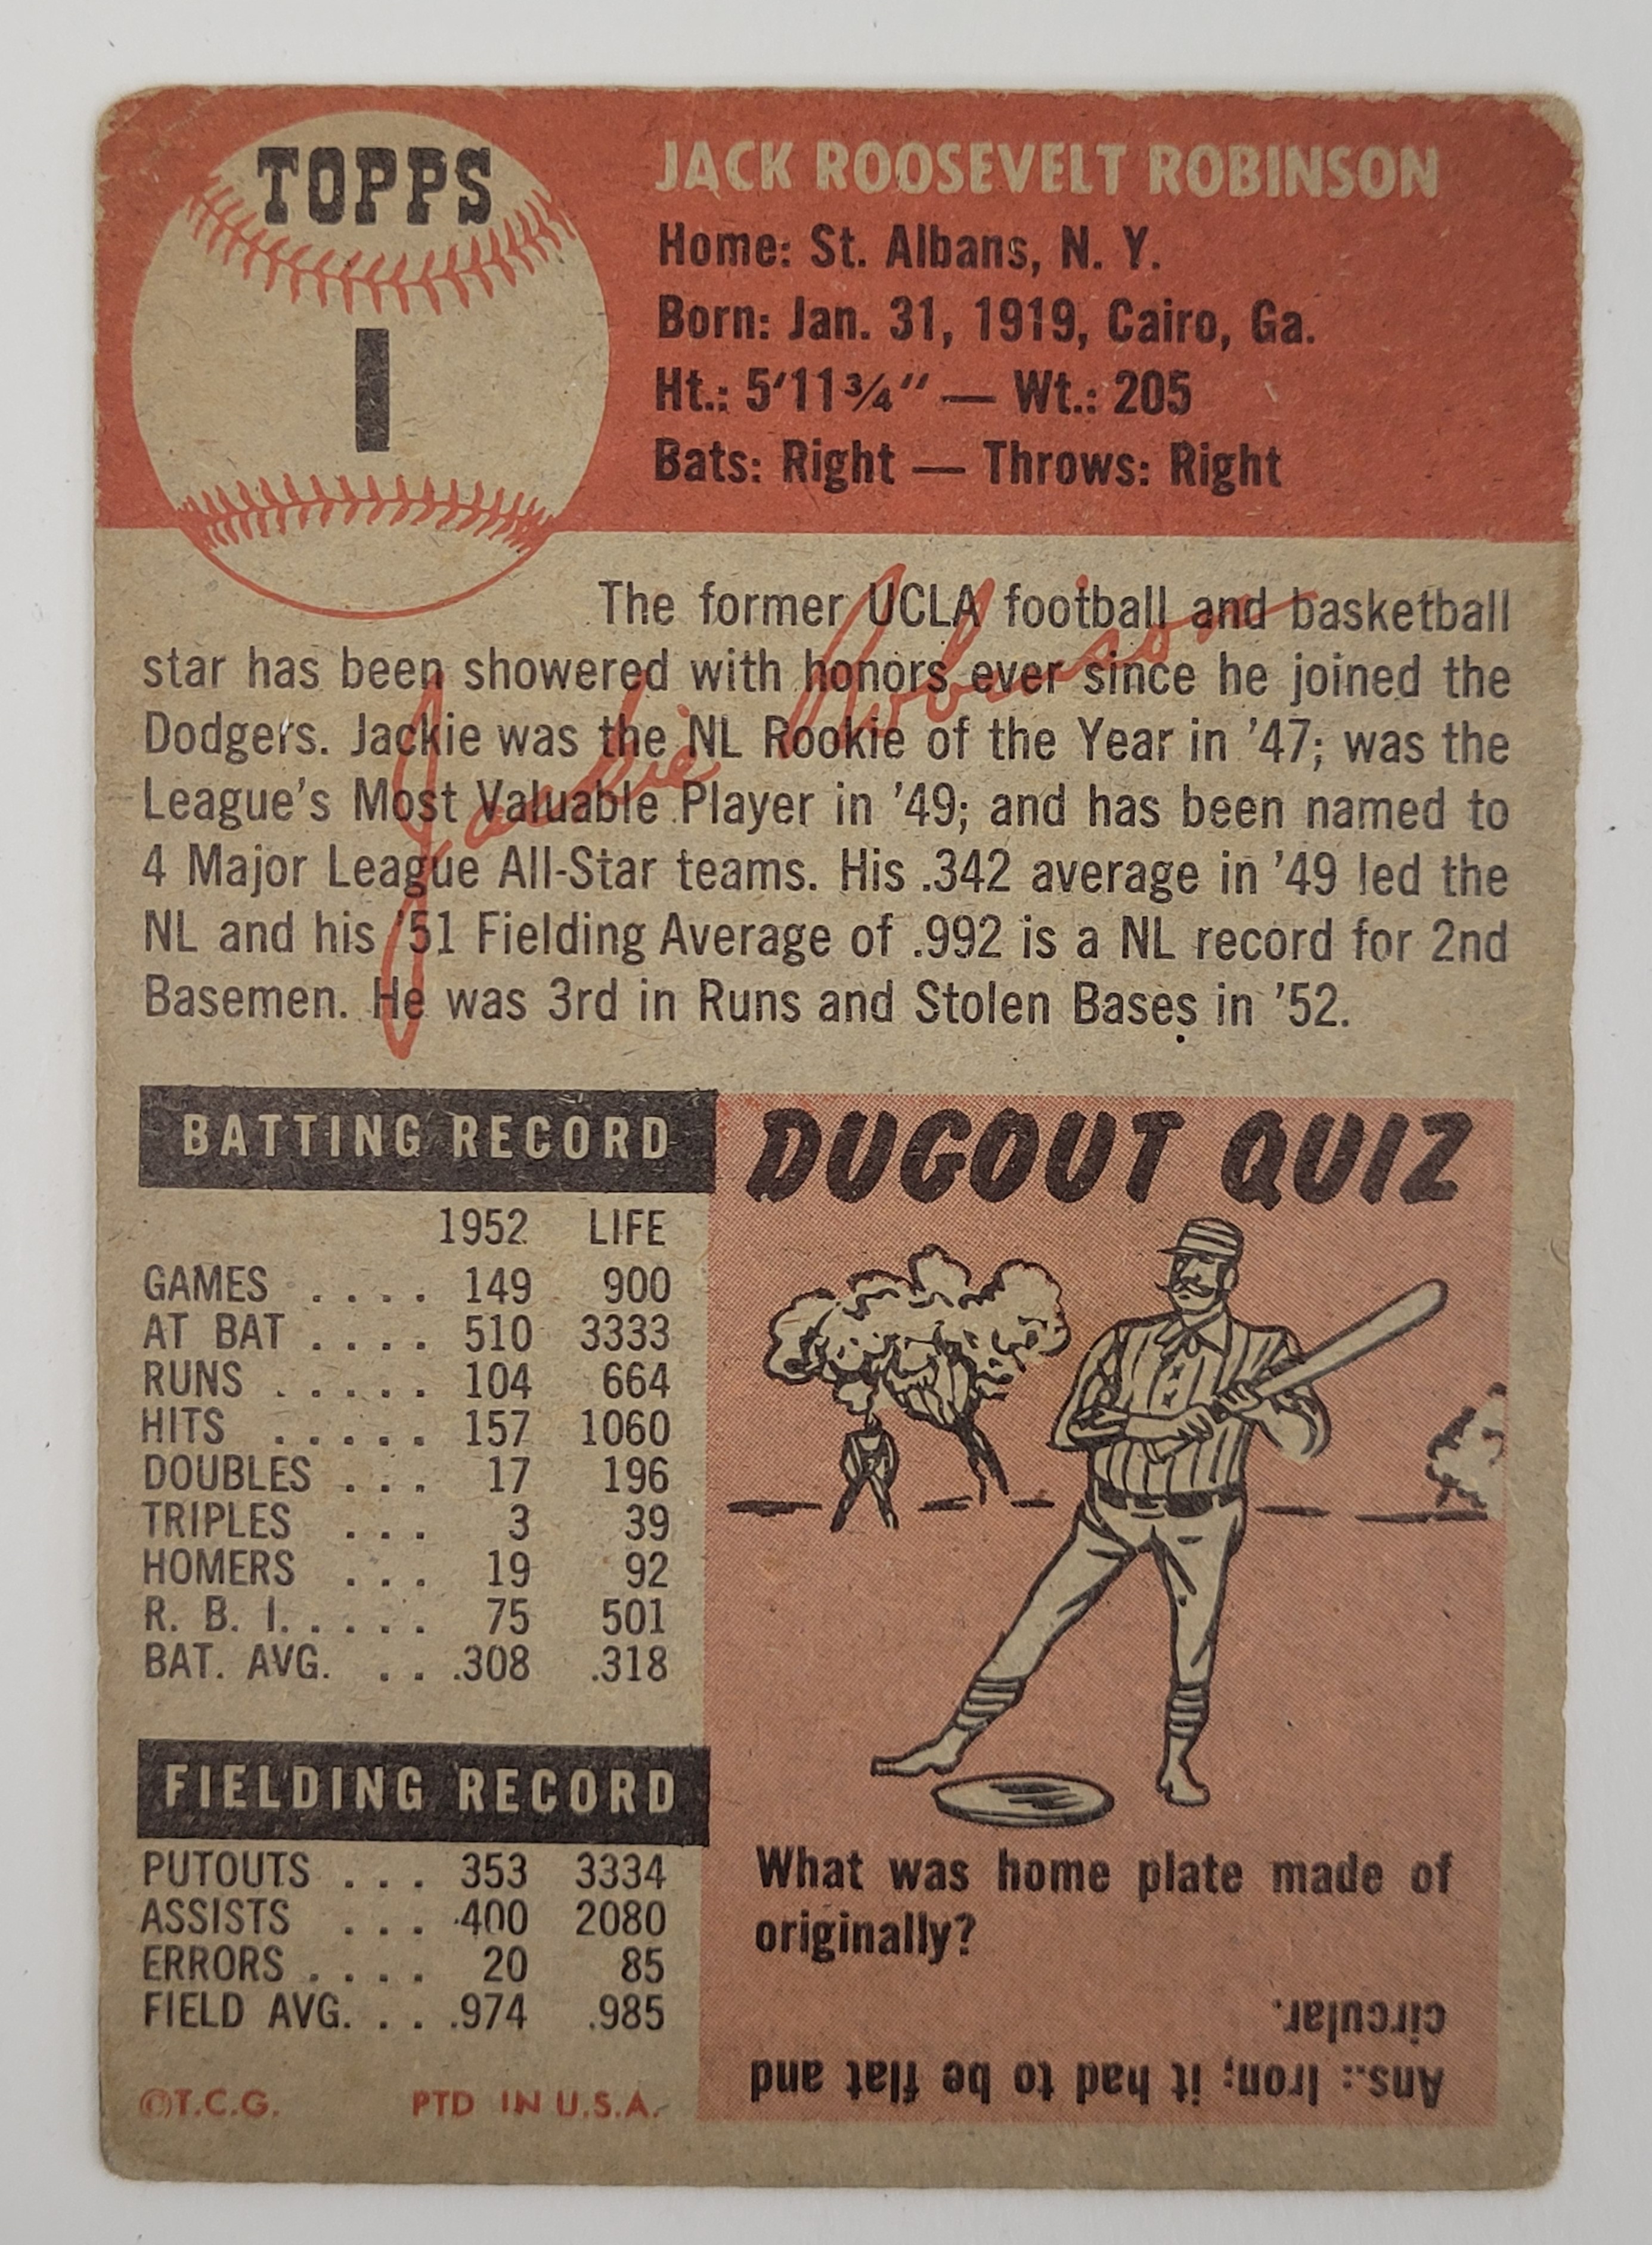 TOPPS
1
JACK ROOSEVELT ROBINSON
Home: St. Albans, N. Y.
Born: Jan. 31, 1919, Cairo, Ga.
Ht.: 5'11¾" — Wt.: 205
Bats: Right — Throws: Right
The former UCLA football and basketball
star has been showered with honors ever since he joined the
Dodgers. Jackie was the NL Rookie of the Year in '47; was the
League's Most Valuable Player in '49; and has been named to
4 Major League All-Star teams. His .342 average in '49 led the
NL and his '51 Fielding Average of .992 is a NL record for 2nd
Basemen. He was 3rd in Runs and Stolen Bases in '52.
Jackie Robinson
BATTING RECORD
1952 LIFE
GAMES . . . . 149 900
AT BAT . . . . 510 3333
RUNS . . . . . 104 664
HITS . . . . . 157 1060
DOUBLES . . . 17 196
TRIPLES . . . 3 39
HOMERS . . . 19 92
R. B. I. . . . . 75 501
BAT. AVG. . . .308 .318
FIELDING RECORD
PUTOUTS . . . 353 3334
ASSISTS . . . 400 2080
ERRORS . . . . 20 85
FIELD AVG. . . .974 .985
©T.C.G. PTD IN U.S.A.
DUGOUT QUIZ
What was home plate made of
originally?
Ans.: Iron; it had to be flat and
circular.